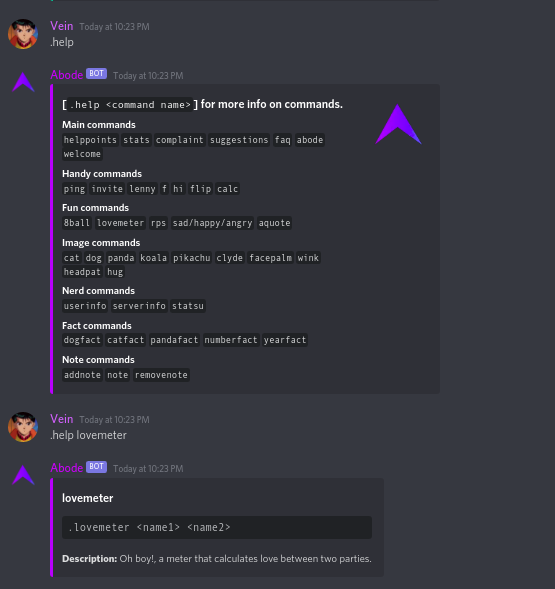 Vein Today at 10:23 PM
.help
Abode BOT Today at 10:23 PM
[ .help <command name> ] for more info on commands.
Main commands
helppoints stats complaint suggestions faq abode
welcome
Handy commands
ping invite lenny f hi flip calc
Fun commands
8ball lovemeter rps sad/happy/angry aquote
Image commands
cat dog panda koala pikachu clyde facepalm wink
headpat hug
Nerd commands
userinfo serverinfo statsu
Fact commands
dogfact catfact pandafact numberfact yearfact
Note commands
addnote note removenote
Vein Today at 10:23 PM
.help lovemeter
Abode BOT Today at 10:23 PM
lovemeter
.lovemeter <name1> <name2>
Description: Oh boy!, a meter that calculates love between two parties.